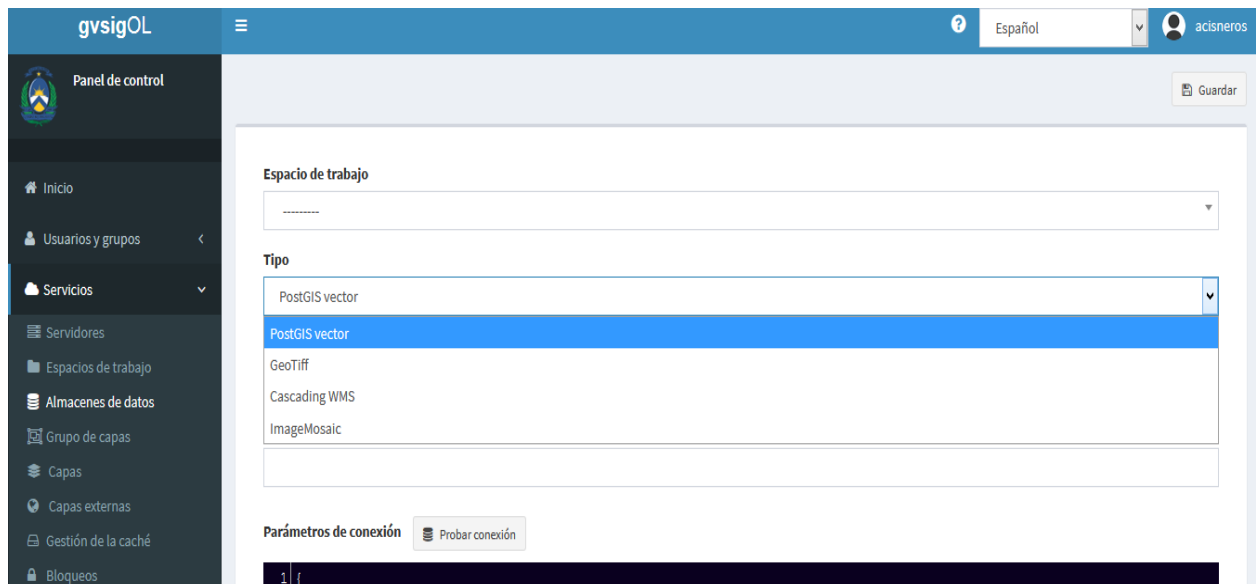 gvsigOL
Español
acisneros
Panel de control
Guardar
Inicio
Usuarios y grupos
Servicios
Servidores
Espacios de trabajo
Almacenes de datos
Grupo de capas
Capas
Capas externas
Gestión de la caché
Bloqueos
Espacio de trabajo
---------
Tipo
PostGIS vector
PostGIS vector
GeoTiff
Cascading WMS
ImageMosaic
Parámetros de conexión
Probar conexión
1 {